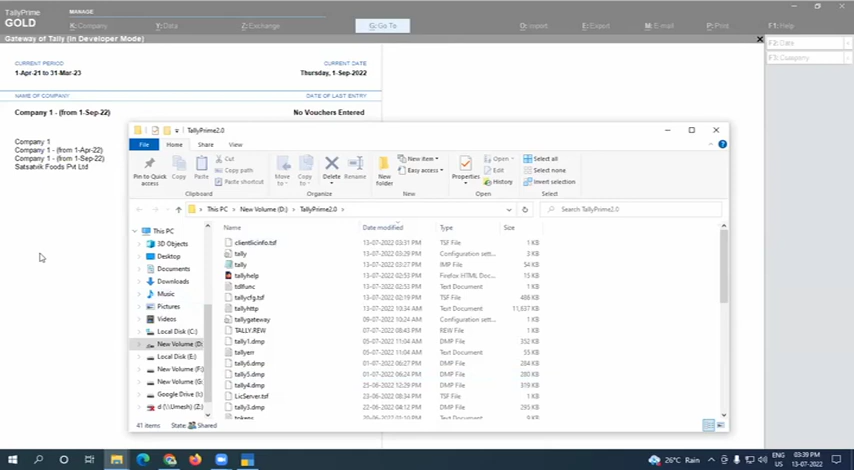 TallyPrime
GOLD
MANAGE
K: Company
Y: Data
Z: Exchange
G: Go To
O: Import
E: Export
M: E-mail
P: Print
F1: Help
Gateway of Tally (In Developer Mode)
F2: Date
F3: Company
CURRENT PERIOD
CURRENT DATE
1-Apr-21 to 31-Mar-23
Thursday, 1-Sep-2022
NAME OF COMPANY
DATE OF LAST ENTRY
Company 1 - (from 1-Sep-22)
No Vouchers Entered
Company 1
Company 1 - (from 1-Apr-22)
Company 1 - (from 1-Sep-22)
Satsatvik Foods Pvt Ltd
TallyPrime2.0
File
Home
Share
View
Pin to Quick access
Copy
Paste
Cut
Copy path
Paste shortcut
Clipboard
Move to
Copy to
Delete
Rename
Organize
New folder
New item
Easy access
New
Properties
Open
Edit
History
Open
Select all
Select none
Invert selection
Select
This PC
New Volume (D:)
TallyPrime2.0
Search TallyPrime2.0
This PC
3D Objects
Desktop
Documents
Downloads
Music
Pictures
Videos
Local Disk (C:)
New Volume (D:
Local Disk (E:)
New Volume (F:)
New Volume (G:
Google Drive (I:)
d (\\Umesh) (Z:)
Name Date modified Type Size
clientlicinfo.tsf 13-07-2022 03:31 PM TSF File 1 KB
tally 13-07-2022 02:53 PM Configuration sett... 3 KB
tally 13-07-2022 02:53 PM IMP File 54 KB
tallyhelp 13-07-2022 02:53 PM Firefox HTML Doc... 1 KB
tdlfunc 13-07-2022 02:53 PM Text Document 1 KB
tallycfg.tsf 13-07-2022 02:10 PM TSF File 488 KB
tallyhttp 13-07-2022 10:34 AM Text Document 11,637 KB
tallygateway 09-07-2022 10:24 AM Configuration sett... 1 KB
TALLY.REW 07-07-2022 08:43 PM REW File 1 KB
tally1.dmp 05-07-2022 11:04 AM DMP File 352 KB
tallyerr 05-07-2022 11:04 AM Text Document 55 KB
tally6.dmp 01-07-2022 06:27 PM DMP File 284 KB
tally5.dmp 01-07-2022 06:21 PM DMP File 280 KB
tally4.dmp 25-06-2022 12:29 PM DMP File 319 KB
LicServer.tsf 23-06-2022 02:32 PM TSF File 1 KB
tally3.dmp 22-06-2022 04:12 PM DMP File 295 KB
41 items State: Shared
26°C Rain
ENG
IN
03:39 PM
13-07-2022